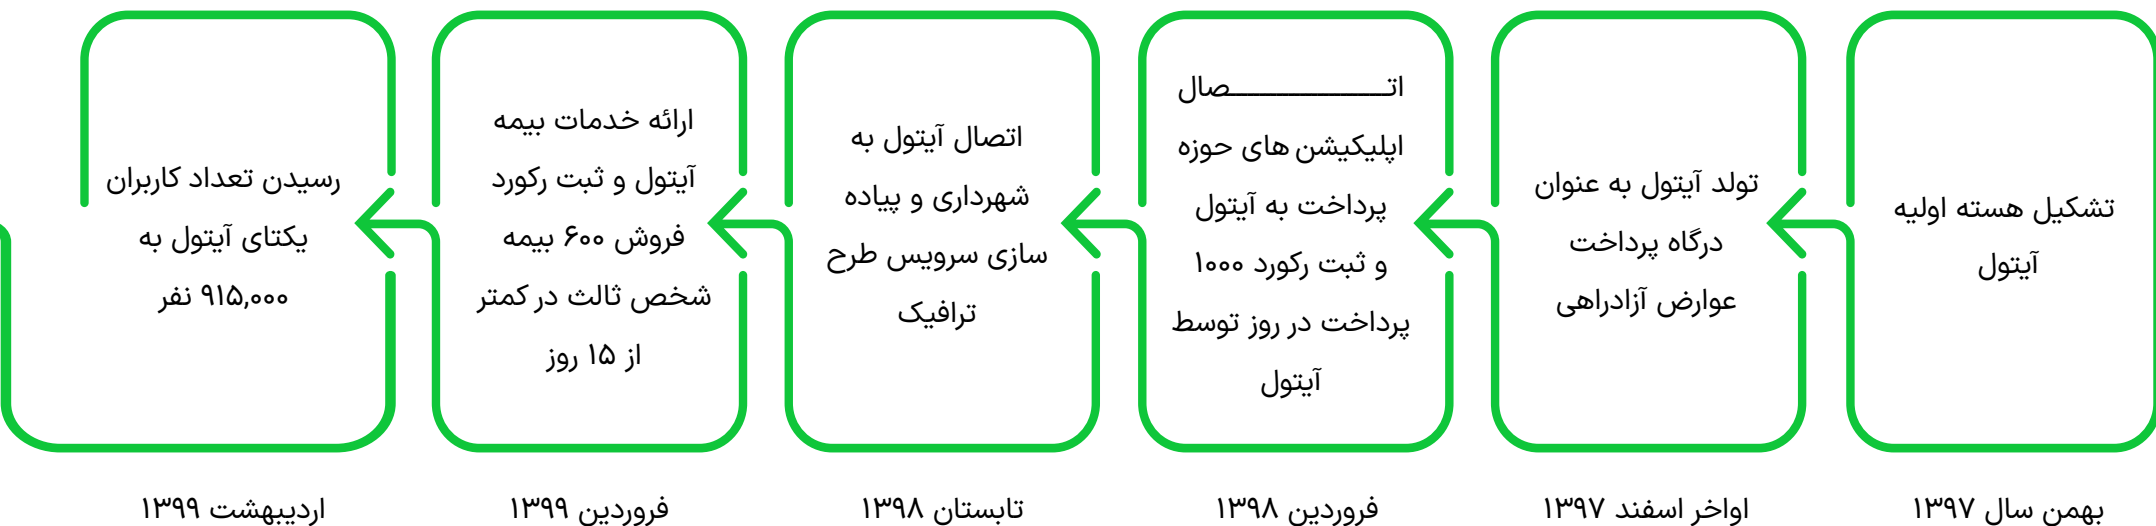 تشکیل هسته اولیه
آیتول
بهمن سال ۱۳۹۷
تولد آیتول به عنوان
درگاه پرداخت
عوارض آزادراهی
اواخر اسفند ۱۳۹۷
اتـــــــــــــــــصال
اپلیکیشن های حوزه
پرداخت به آیتول
و ثبت رکورد ۱۰۰۰
پرداخت در روز توسط
آیتول
فروردین ۱۳۹۸
اتصال آیتول به
شهرداری و پیاده
سازی سرویس طرح
ترافیک
تابستان ۱۳۹۸
ارائه خدمات بیمه
آیتول و ثبت رکورد
فروش ۶۰۰ بیمه
شخص ثالث در کمتر
از ۱۵ روز
فروردین ۱۳۹۹
رسیدن تعداد کاربران
یکتای آیتول به
۹۱۵,۰۰۰ نفر
اردیبهشت ۱۳۹۹